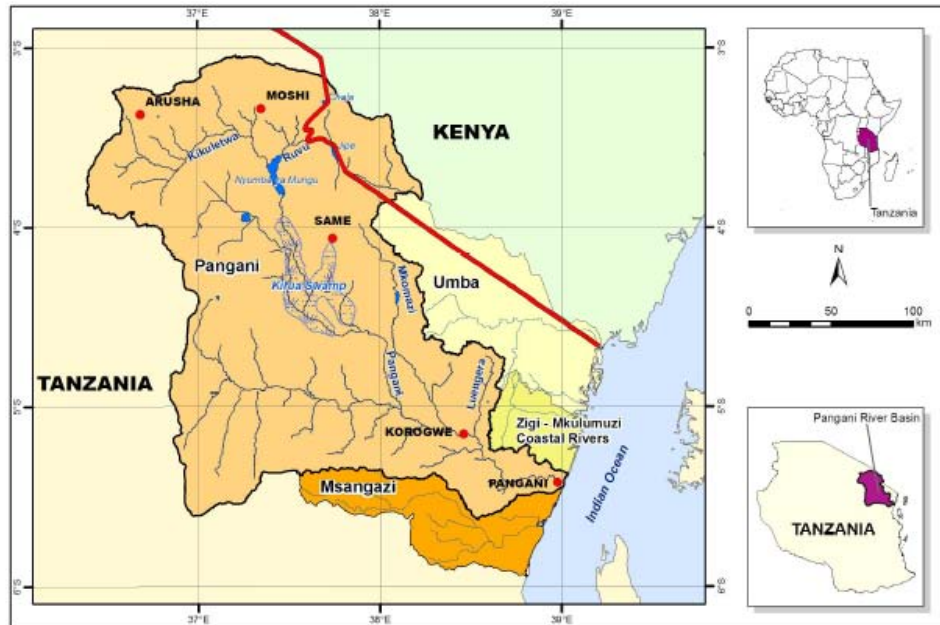 37°E
38°E
39°E
3°S
3°S
ARUSHA
MOSHI
Chala
KENYA
Kikuletwa
Ruvu
Jipe
Nyumba ya Mungu
SAME
4°S
4°S
Pangani
Kirua Swamp
Mkomazi
Umba
TANZANIA
Pangani
Luengera
5°S
5°S
Zigi - Mkulumuzi
Coastal Rivers
KOROGWE
PANGANI
Msangazi
Indian Ocean
6°S
6°S
37°E
38°E
39°E
Tanzania
N
0
50
100
km
Pangani River Basin
TANZANIA